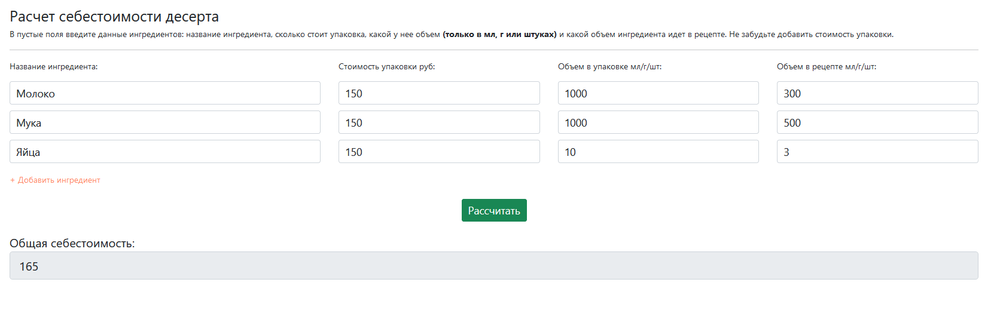 Расчет себестоимости десерта
В пустые поля введите данные ингредиентов: название ингредиента, сколько стоит упаковка, какой у нее объем (только в мл, г или штуках) и какой объем ингредиента идет в рецепте. Не забудьте добавить стоимость упаковки.
Название ингредиента: Стоимость упаковки руб: Объем в упаковке мл/г/шт: Объем в рецепте мл/г/шт:
Молоко 150 1000 300
Мука 150 1000 500
Яйца 150 10 3
+ Добавить ингредиент
Рассчитать
Общая себестоимость:
165